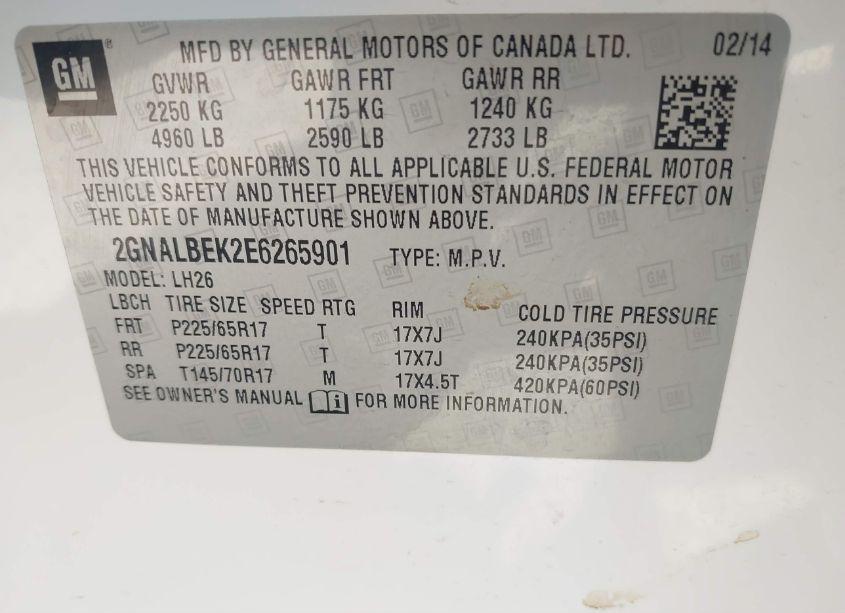 GM
MFD BY GENERAL MOTORS OF CANADA LTD. 02/14
GVWR GAWR FRT GAWR RR
2250 KG 1175 KG 1240 KG
4960 LB 2590 LB 2733 LB
THIS VEHICLE CONFORMS TO ALL APPLICABLE U.S. FEDERAL MOTOR
VEHICLE SAFETY AND THEFT PREVENTION STANDARDS IN EFFECT ON
THE DATE OF MANUFACTURE SHOWN ABOVE.
2GNALBEK2E6265901 TYPE: M.P.V.
MODEL: LH26
LBCH TIRE SIZE SPEED RTG RIM COLD TIRE PRESSURE
FRT P225/65R17 T 17X7J 240KPA(35PSI)
RR P225/65R17 T 17X7J 240KPA(35PSI)
SPA T145/70R17 M 17X4.5T 420KPA(60PSI)
SEE OWNER'S MANUAL i FOR MORE INFORMATION.